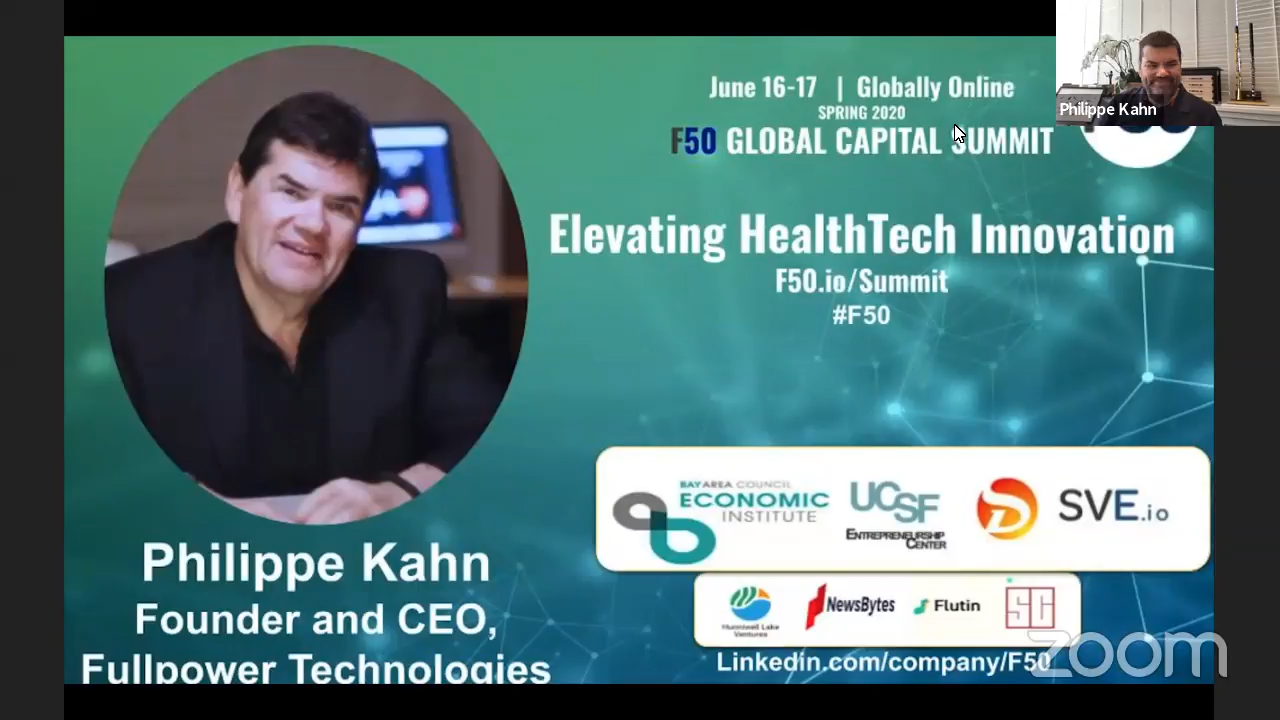 June 16-17 | Globally Online
SPRING 2020
F50 GLOBAL CAPITAL SUMMIT
Philippe Kahn
Elevating HealthTech Innovation
F50.io/Summit
#F50
BAY AREA COUNCIL
ECONOMIC
INSTITUTE
UCSF
ENTREPRENEURSHIP
CENTER
SVE.io
Philippe Kahn
Founder and CEO,
Fullpower Technologies
Hunniwell Lake
Ventures
NewsBytes
Flutin
SC
Linkedin.com/company/F50
zoom